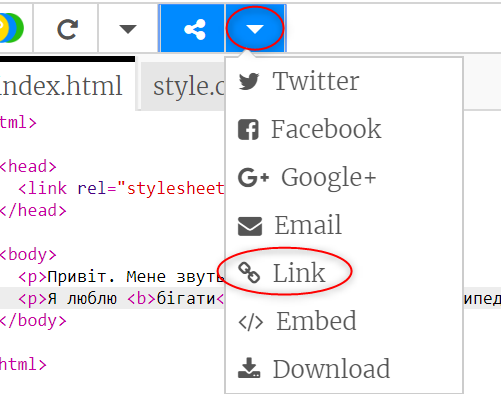 index.html
style.c
Twitter
Facebook
Google+
Email
Link
Embed
Download
tml>
<head>
<link rel="stylesheet
</head>
<body>
<p>Привіт. Мене звуть
<p>Я люблю <b>бігати<
ипед
</body>
html>